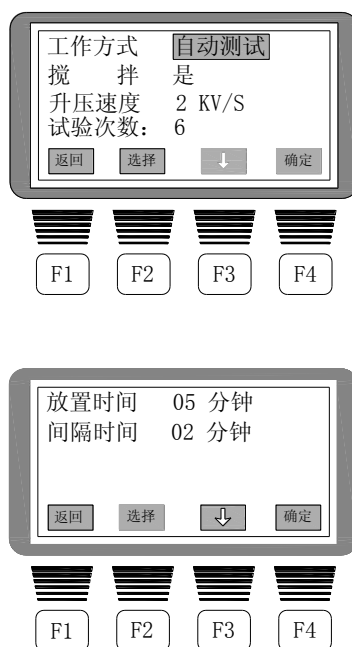 工作方式 自动测试
搅 拌 是
升压速度 2 KV/S
试验次数： 6
返回 选择 ↓ 确定
F1 F2 F3 F4
放置时间 05 分钟
间隔时间 02 分钟
返回 选择 ↓ 确定
F1 F2 F3 F4